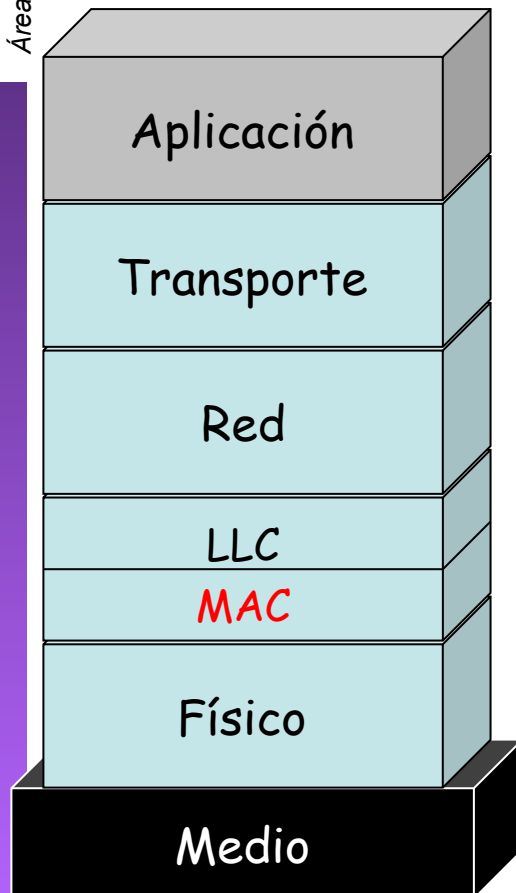 Área
Aplicación
Transporte
Red
LLC
MAC
Físico
Medio